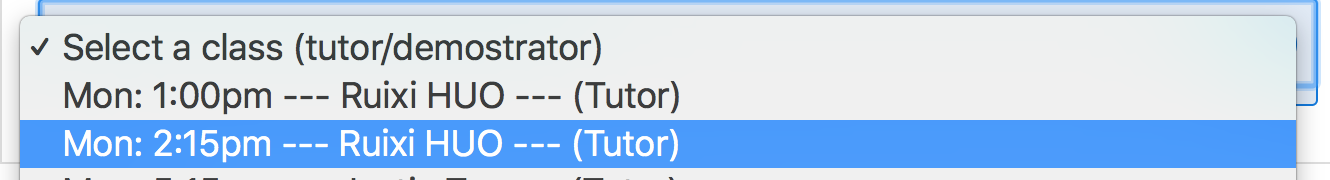 ✓ Select a class (tutor/demostrator)
Mon: 1:00pm --- Ruixi HUO --- (Tutor)
Mon: 2:15pm --- Ruixi HUO --- (Tutor)